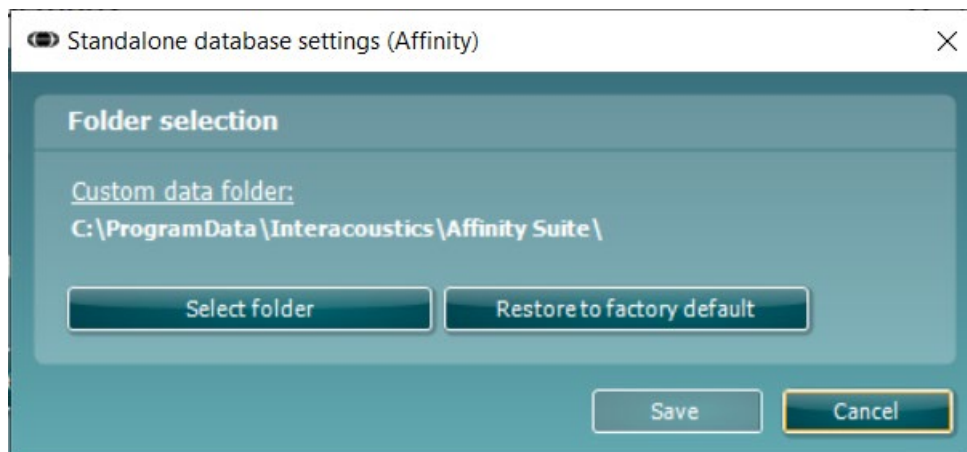 Standalone database settings (Affinity)
Folder selection
Custom data folder:
C:\ProgramData\Interacoustics\Affinity Suite\
Select folder
Restore to factory default
Save
Cancel